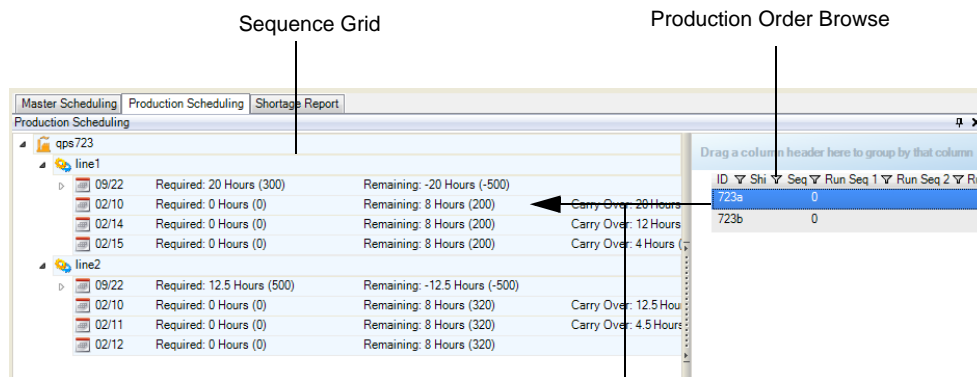 Sequence Grid
Production Order Browse
Master Scheduling Production Scheduling Shortage Report
Production Scheduling
qps723
line1
09/22 Required: 20 Hours (300) Remaining: -20 Hours (-500)
02/10 Required: 0 Hours (0) Remaining: 8 Hours (200) Carry Over: 20 Hours
02/14 Required: 0 Hours (0) Remaining: 8 Hours (200) Carry Over: 12 Hours
02/15 Required: 0 Hours (0) Remaining: 8 Hours (200) Carry Over: 4 Hours (
line2
09/22 Required: 12.5 Hours (500) Remaining: -12.5 Hours (-500)
02/10 Required: 0 Hours (0) Remaining: 8 Hours (320) Carry Over: 12.5 Hou
02/11 Required: 0 Hours (0) Remaining: 8 Hours (320) Carry Over: 4.5 Hours
02/12 Required: 0 Hours (0) Remaining: 8 Hours (320)
Drag a column header here to group by that column
ID Shi Seq Run Seq 1 Run Seq 2 Ru
723a 0
723b 0